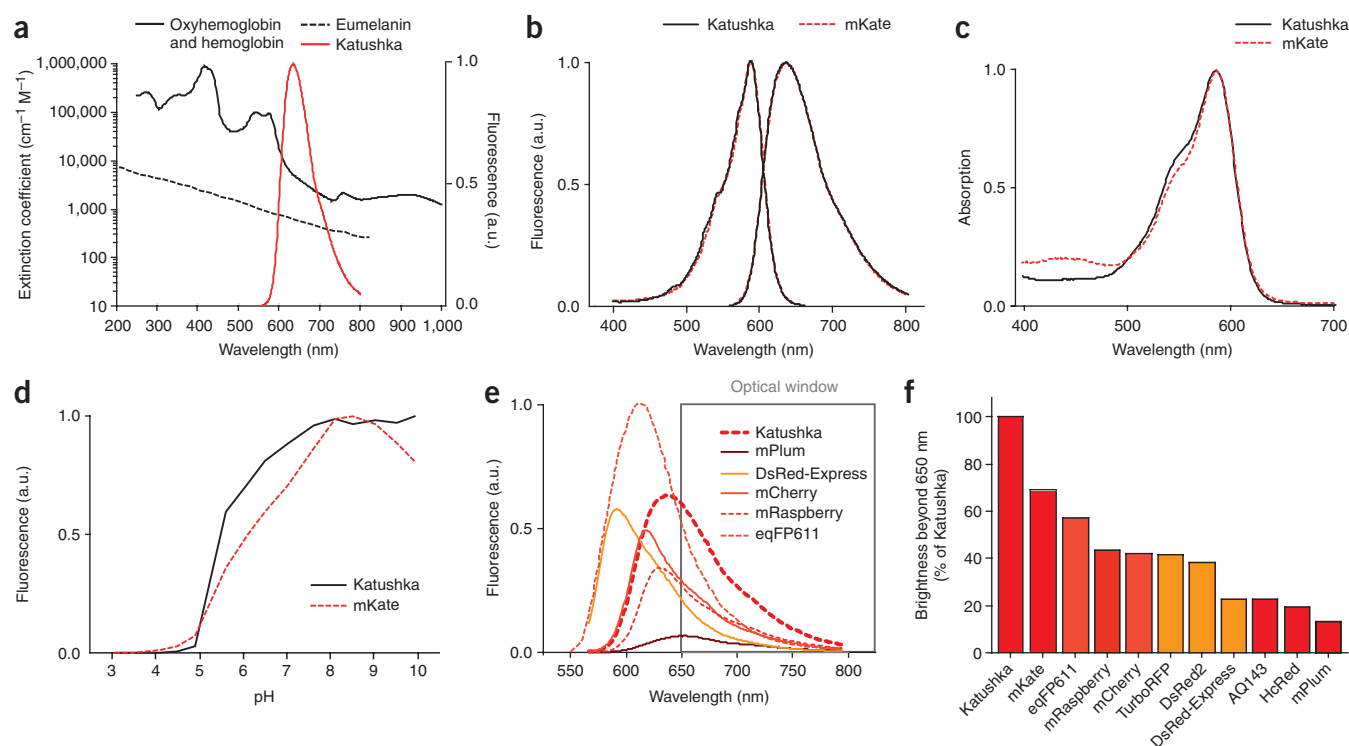 a
Oxyhemoglobin and hemoglobin
Eumelanin
Katushka
Extinction coefficient (cm−1 M−1)
1,000,000
100,000
10,000
1,000
100
10
1.0
0.5
0.0
Fluorescence (a.u.)
200 300 400 500 600 700 800 900 1,000
Wavelength (nm)
b
Katushka
mKate
Fluorescence (a.u.)
1.0
0.5
0.0
400 500 600 700 800
Wavelength (nm)
c
Katushka
mKate
Absorption
1.0
0.5
0.0
400 500 600 700
Wavelength (nm)
d
Fluorescence (a.u.)
1.0
0.5
0.0
Katushka
mKate
3 4 5 6 7 8 9 10
pH
e
Optical window
Fluorescence (a.u.)
1.0
0.5
0.0
Katushka
mPlum
DsRed-Express
mCherry
mRaspberry
eqFP611
550 600 650 700 750 800
Wavelength (nm)
f
Brightness beyond 650 nm
(% of Katushka)
100
80
60
40
20
0
Katushka
mKate
eqFP611
mRaspberry
mCherry
TurboRFP
DsRed2
DsRed-Express
AQ143
HcRed
mPlum